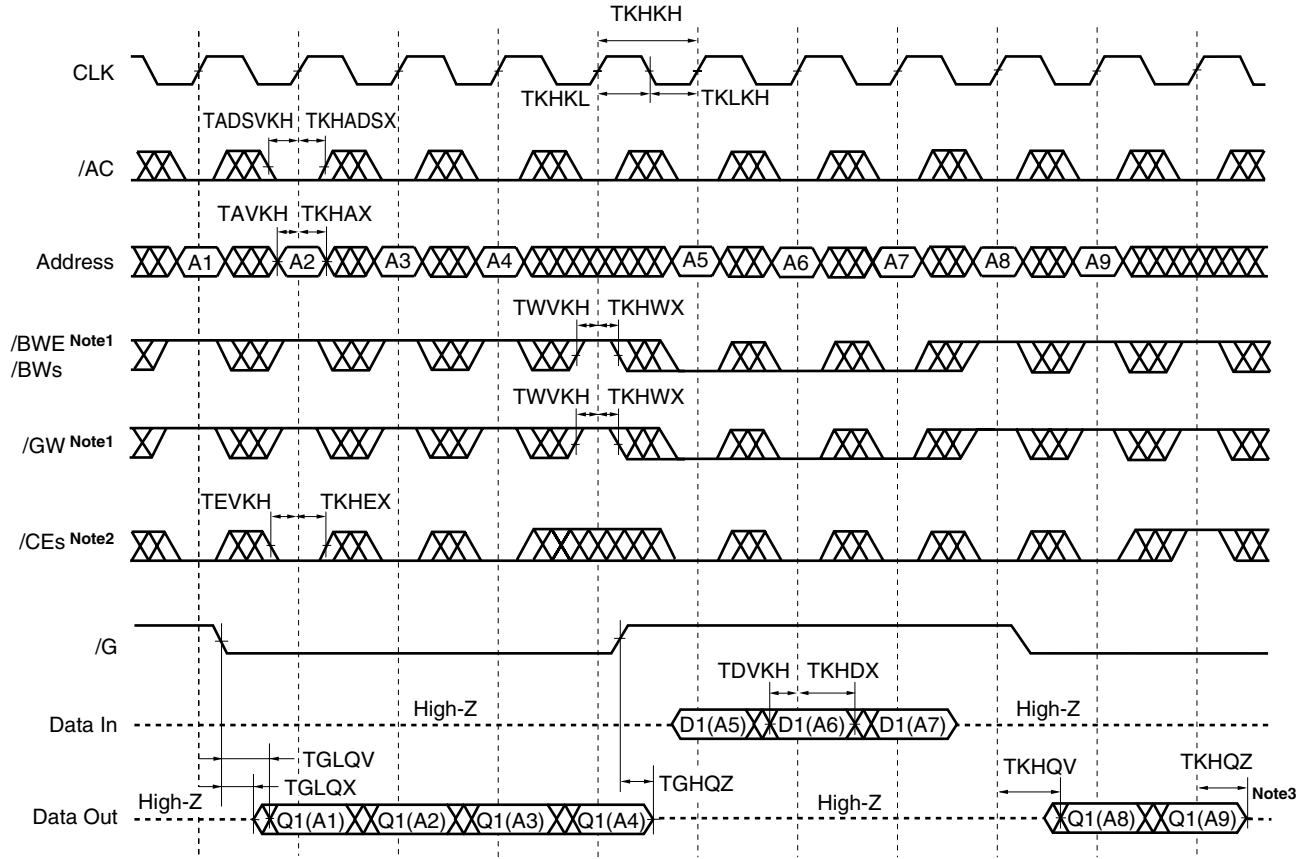 TKHKH
CLK
TKHKL TKLKH
TADSVKH TKHADSX
/AC
TAVKH TKHAX
Address A1 A2 A3 A4 A5 A6 A7 A8 A9
TWVKH TKHWX
/BWE Note1
/BWs
TWVKH TKHWX
/GW Note1
TEVKH TKHEX
/CEs Note2
/G
TDVKH TKHDX
Data In High-Z D1(A5) D1(A6) D1(A7) High-Z
TGLQV
TGLQX TGHQZ TKHQV TKHQZ
Data Out High-Z Q1(A1) Q1(A2) Q1(A3) Q1(A4) High-Z Q1(A8) Q1(A9) Note3